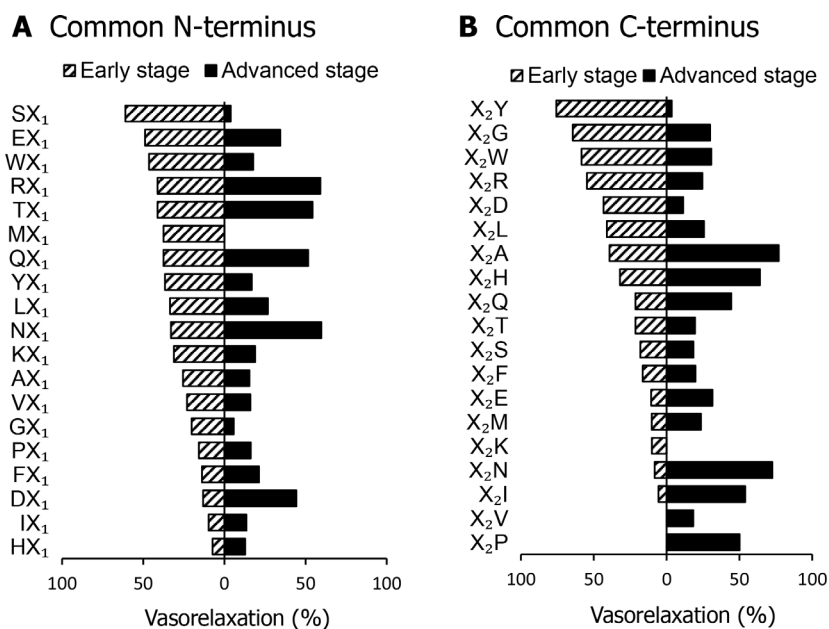 A Common N-terminus
Early stage Advanced stage
SX₁
EX₁
WX₁
RX₁
TX₁
MX₁
QX₁
YX₁
LX₁
NX₁
KX₁
AX₁
VX₁
GX₁
PX₁
FX₁
DX₁
IX₁
HX₁
100 50 0 50 100
Vasorelaxation (%)
B Common C-terminus
Early stage Advanced stage
X₂Y
X₂G
X₂W
X₂R
X₂D
X₂L
X₂A
X₂H
X₂Q
X₂T
X₂S
X₂F
X₂E
X₂M
X₂K
X₂N
X₂I
X₂V
X₂P
100 50 0 50 100
Vasorelaxation (%)